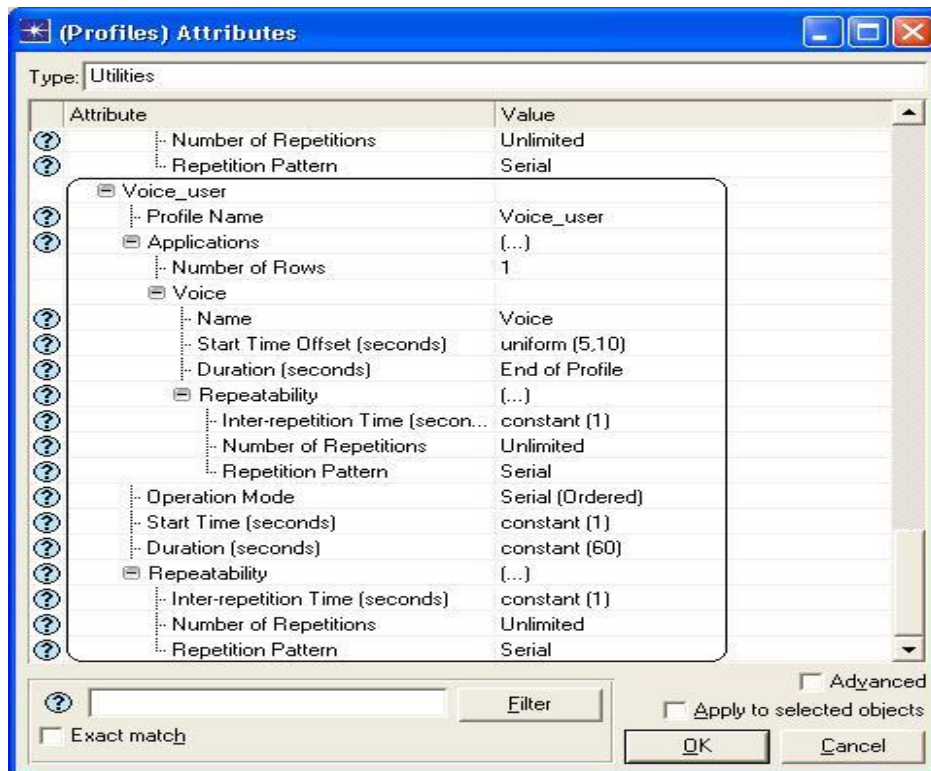 (Profiles) Attributes
Type: Utilities
Attribute Value
Number of Repetitions Unlimited
Repetition Pattern Serial
Voice_user
Profile Name Voice_user
Applications (...)
Number of Rows 1
Voice
Name Voice
Start Time Offset (seconds) uniform (5,10)
Duration (seconds) End of Profile
Repeatability (...)
Inter-repetition Time (secon... constant (1)
Number of Repetitions Unlimited
Repetition Pattern Serial
Operation Mode Serial (Ordered)
Start Time (seconds) constant (1)
Duration (seconds) constant (60)
Repeatability (...)
Inter-repetition Time (seconds) constant (1)
Number of Repetitions Unlimited
Repetition Pattern Serial
Advanced
Filter Apply to selected objects
Exact match
OK Cancel